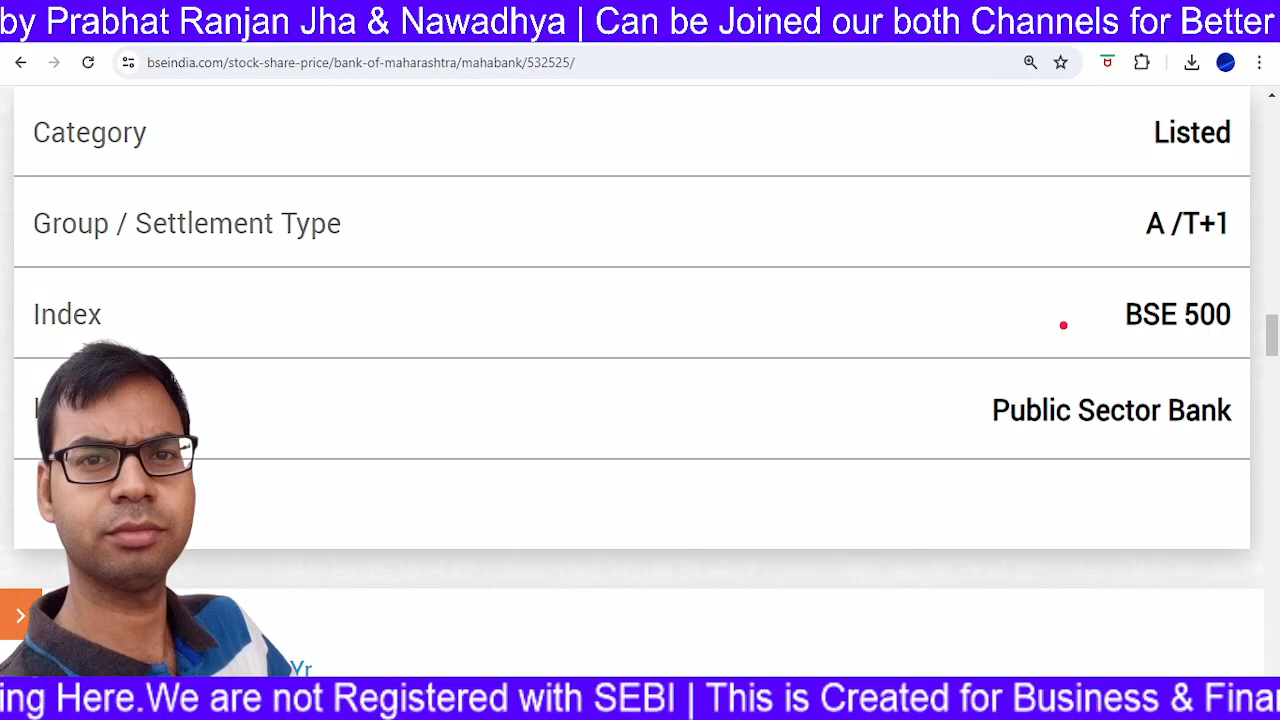 by Prabhat Ranjan Jha & Nawadhya | Can be Joined our both Channels for Better
bseindia.com/stock-share-price/bank-of-maharashtra/mahabank/532525/
Category Listed
Group / Settlement Type A /T+1
Index BSE 500
Public Sector Bank
Yr
ing Here.We are not Registered with SEBI | This is Created for Business & Fina